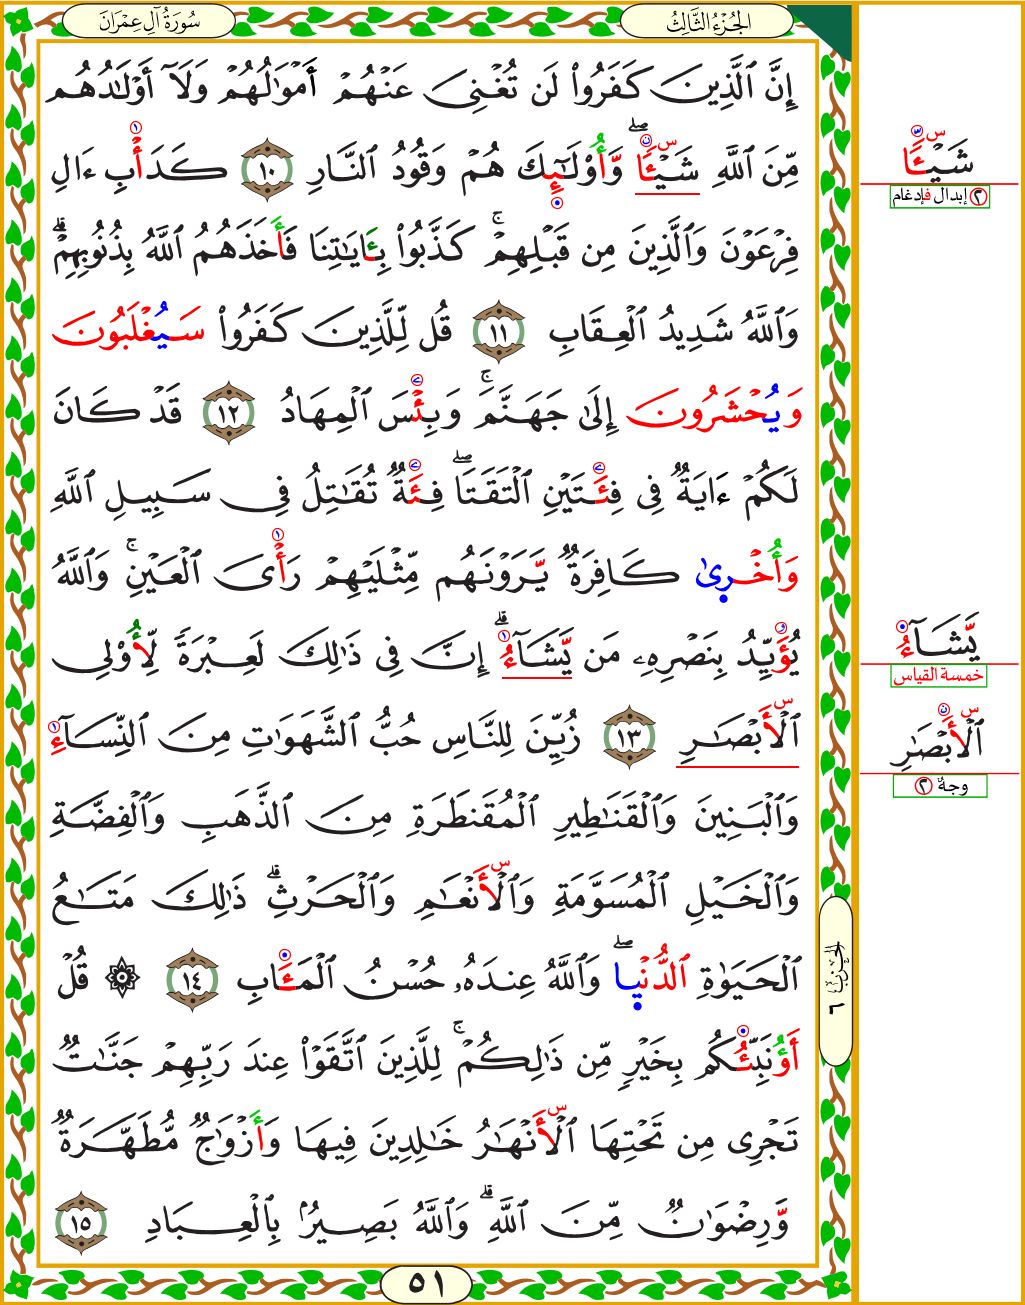 الجُزْءُ الثَّالِثُ
سُورَةُ آلِ عِمْرَانَ
إِنَّ ٱلَّذِينَ كَفَرُوا۟ لَن تُغْنِىَ عَنْهُمْ أَمْوَٰلُهُمْ وَلَآ أَوْلَـٰدُهُم
مِّنَ ٱللَّهِ شَيْـًٔا ۖ وَأُو۟لَـٰٓئِكَ هُمْ وَقُودُ ٱلنَّارِ ١٠ كَدَأْبِ ءَالِ
فِرْعَوْنَ وَٱلَّذِينَ مِن قَبْلِهِمْ ۚ كَذَّبُوا۟ بِـَٔايَـٰتِنَا فَأَخَذَهُمُ ٱللَّهُ بِذُنُوبِهِمْ ۗ
وَٱللَّهُ شَدِيدُ ٱلْعِقَابِ ١١ قُل لِّلَّذِينَ كَفَرُوا۟ سَيُغْلَبُونَ
وَيُحْشَرُونَ إِلَىٰ جَهَنَّمَ ۚ وَبِئْسَ ٱلْمِهَادُ ١٢ قَدْ كَانَ
لَكُمْ ءَايَةٌ فِى فِئَتَيْنِ ٱلْتَقَتَا ۖ فِئَةٌ تُقَـٰتِلُ فِى سَبِيلِ ٱللَّهِ
وَأُخْرِىٰ كَافِرَةٌ يَرَوْنَهُم مِّثْلَيْهِمْ رَأْىَ ٱلْعَيْنِ ۚ وَٱللَّهُ
يُؤَيِّدُ بِنَصْرِهِۦ مَن يَّشَآءُ ۗ إِنَّ فِى ذَٰلِكَ لَعِبْرَةً لِّأُو۟لِى
ٱلْأَبْصَـٰرِ ١٣ زُيِّنَ لِلنَّاسِ حُبُّ ٱلشَّهَوَٰتِ مِنَ ٱلنِّسَآءِ
وَٱلْبَنِينَ وَٱلْقَنَـٰطِيرِ ٱلْمُقَنطَرَةِ مِنَ ٱلذَّهَبِ وَٱلْفِضَّةِ
وَٱلْخَيْلِ ٱلْمُسَوَّمَةِ وَٱلْأَنْعَـٰمِ وَٱلْحَرْثِ ۗ ذَٰلِكَ مَتَـٰعُ
ٱلْحَيَوٰةِ ٱلدُّنْيَا ۖ وَٱللَّهُ عِندَهُۥ حُسْنُ ٱلْمَـَٔابِ ١٤ ۞ قُلْ
أَؤُنَبِّئُكُم بِخَيْرٍ مِّن ذَٰلِكُمْ ۚ لِلَّذِينَ ٱتَّقَوْا۟ عِندَ رَبِّهِمْ جَنَّـٰتٌ
تَجْرِى مِن تَحْتِهَا ٱلْأَنْهَـٰرُ خَـٰلِدِينَ فِيهَا وَأَزْوَٰجٌ مُّطَهَّرَةٌ
وَرِضْوَٰنٌ مِّنَ ٱللَّهِ ۗ وَٱللَّهُ بَصِيرٌۢ بِٱلْعِبَادِ ١٥
٥١
الحِزْبُ ٦
شَيْـًٔا
٢ إبدال فإدغام
يَّشَآءُ
خمسة القياس
ٱلْأَبْصَـٰرِ
وجهٌ ٢